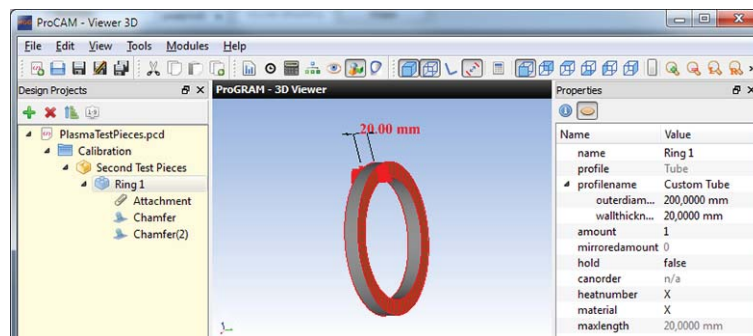 ProCAM - Viewer 3D
File Edit View Tools Modules Help
Design Projects
ProGRAM - 3D Viewer
Properties
PlasmaTestPieces.pcd
Calibration
Second Test Pieces
Ring 1
Attachment
Chamfer
Chamfer(2)
20.00 mm
Name Value
name Ring 1
profile Tube
profilename Custom Tube
outerdiam... 200,0000 mm
wallthickn... 20,0000 mm
amount 1
mirroredamount 0
hold false
canorder n/a
heatnumber X
material X
maxlength 20,0000 mm